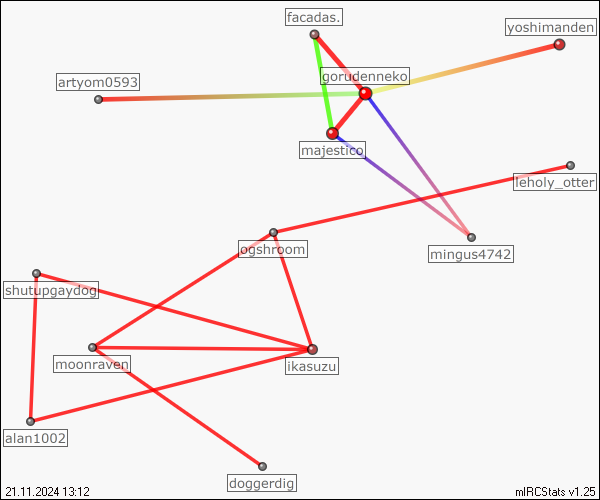 facadas.
yoshimanden
gorudenneko
artyom0593
majestico
leholy_otter
ogshroom
mingus4742
shutupgaydog
moonraven
ikasuzu
alan1002
doggerdig
21.11.2024 13:12
mIRCStats v1.25